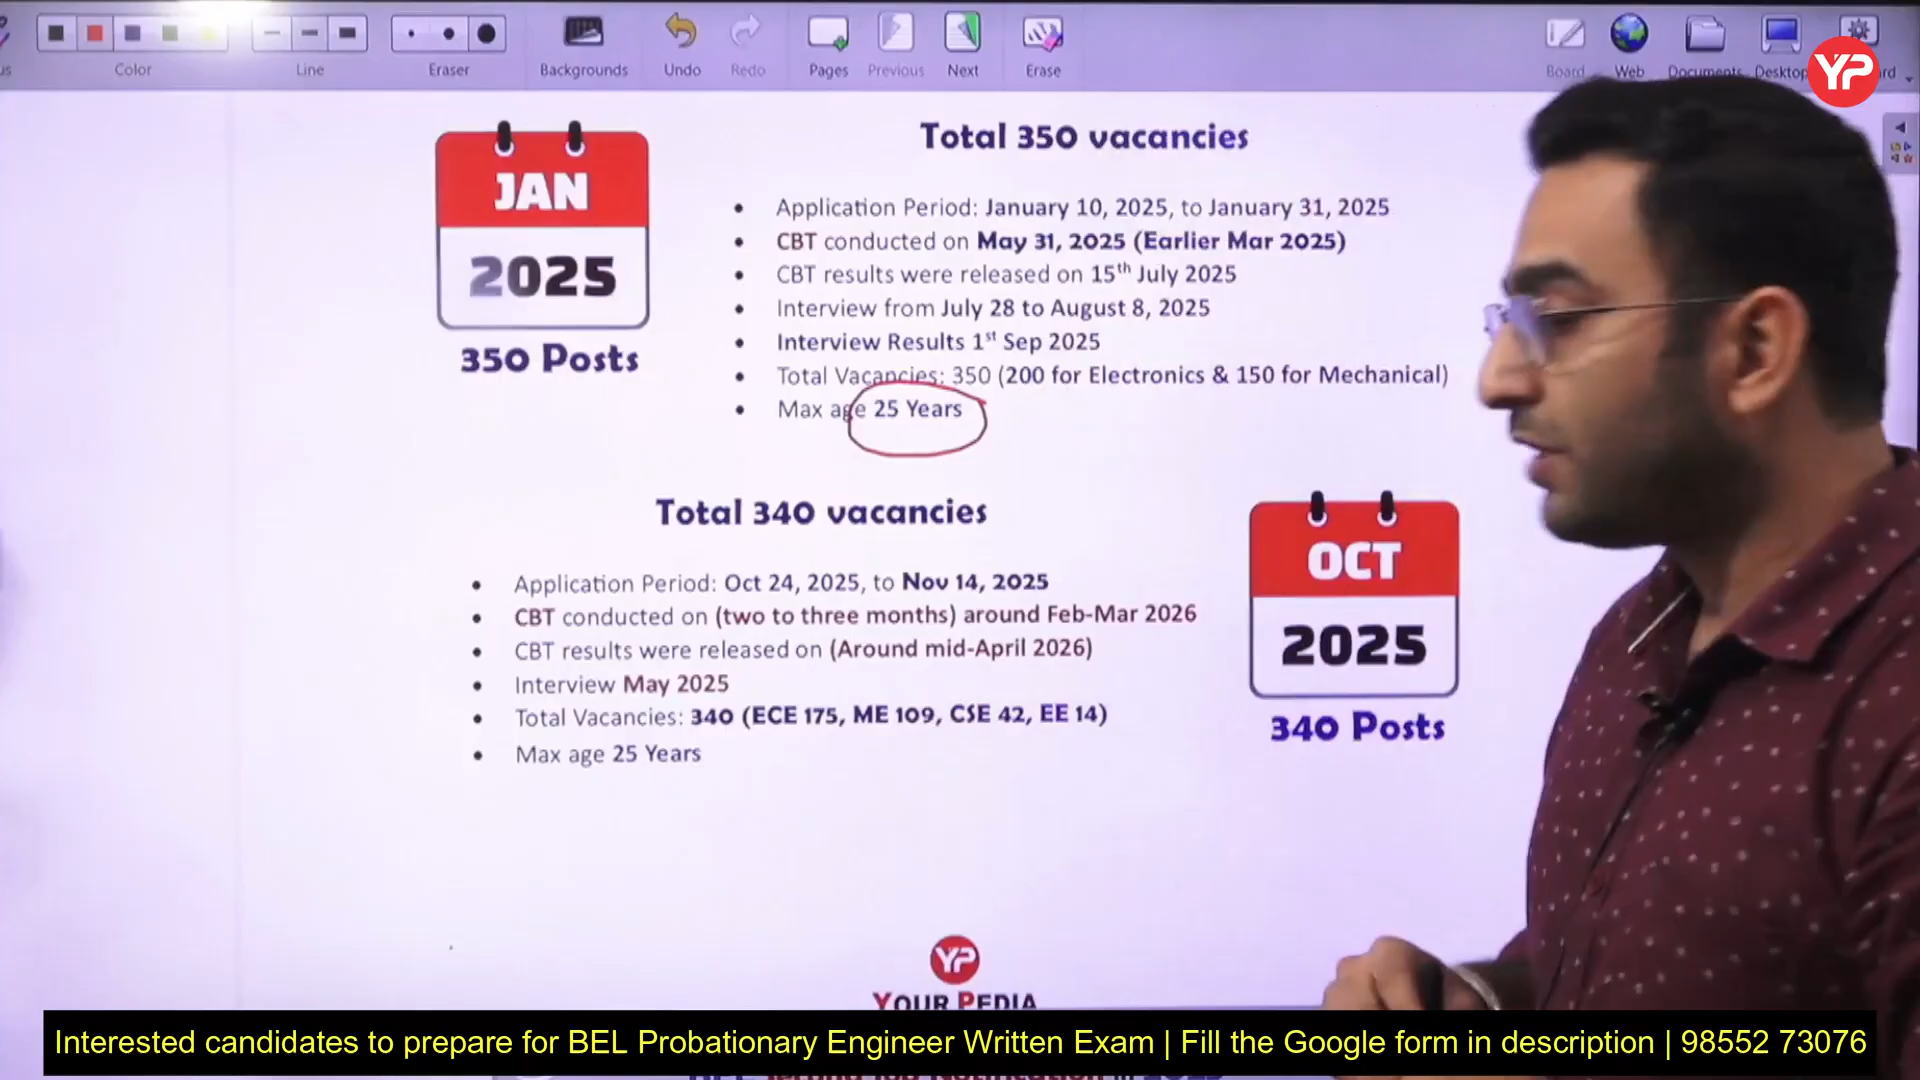 Color
Line
Eraser
Backgrounds
Undo
Redo
Pages
Previous
Next
Erase
Board
Web
Documents
Desktop
YP
JAN
2025
350 Posts
Total 350 vacancies
• Application Period: January 10, 2025, to January 31, 2025
• CBT conducted on May 31, 2025 (Earlier Mar 2025)
• CBT results were released on 15th July 2025
• Interview from July 28 to August 8, 2025
• Interview Results 1st Sep 2025
• Total Vacancies: 350 (200 for Electronics & 150 for Mechanical)
• Max age 25 Years
Total 340 vacancies
• Application Period: Oct 24, 2025, to Nov 14, 2025
• CBT conducted on (two to three months) around Feb-Mar 2026
• CBT results were released on (Around mid-April 2026)
• Interview May 2025
• Total Vacancies: 340 (ECE 175, ME 109, CSE 42, EE 14)
• Max age 25 Years
OCT
2025
340 Posts
YP
YOUR PEDIA
Interested candidates to prepare for BEL Probationary Engineer Written Exam | Fill the Google form in description | 98552 73076